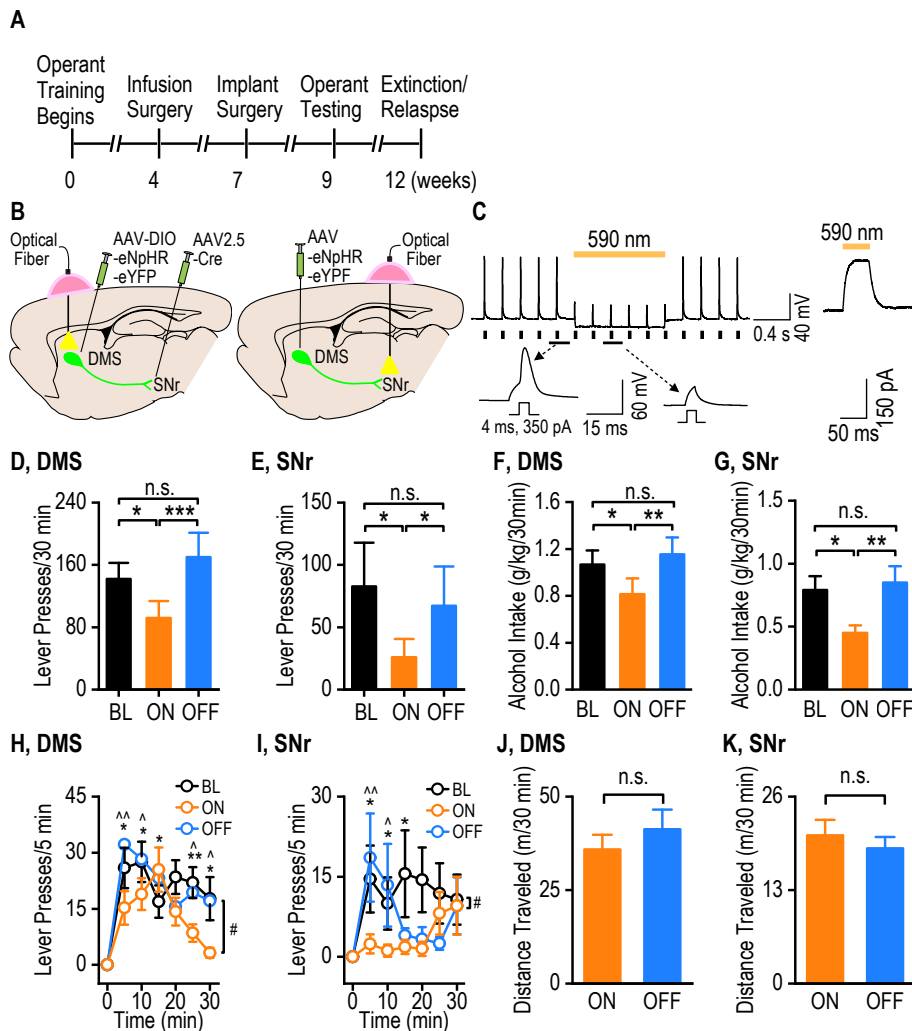 A
Operant
Training
Begins
Infusion
Surgery
Implant
Surgery
Operant
Testing
Extinction/
Relaspse
0 4 7 9 12 (weeks)
B
Optical
Fiber
AAV-DIO
-eNpHR
-eYFP
AAV2.5
-Cre
DMS
SNr
AAV
-eNpHR
-eYPF
Optical
Fiber
DMS
SNr
C
590 nm
0.4 s
40 mV
4 ms, 350 pA
15 ms
60 mV
590 nm
50 ms
150 pA
D, DMS
Lever Presses/30 min
240
160
80
0
n.s.
* ***
BL ON OFF
E, SNr
Lever Presses/30 min
150
100
50
0
n.s.
* *
BL ON OFF
F, DMS
Alcohol Intake (g/kg/30min)
1.6
1.2
0.8
0.4
0.0
n.s.
* **
BL ON OFF
G, SNr
Alcohol Intake (g/kg/30min)
1.5
1.0
0.5
0.0
n.s.
* **
BL ON OFF
H, DMS
Lever Presses/5 min
45
30
15
0
BL
ON
OFF
^^ ^ ^ ^
* * * ** *
#
0 10 20 30
Time (min)
I, SNr
Lever Presses/5 min
30
15
0
BL
ON
OFF
^^ ^
* * *
#
0 10 20 30
Time (min)
J, DMS
Distance Traveled (m/30 min)
50
25
0
n.s.
ON OFF
K, SNr
Distance Traveled (m/30 min)
26
13
0
n.s.
ON OFF